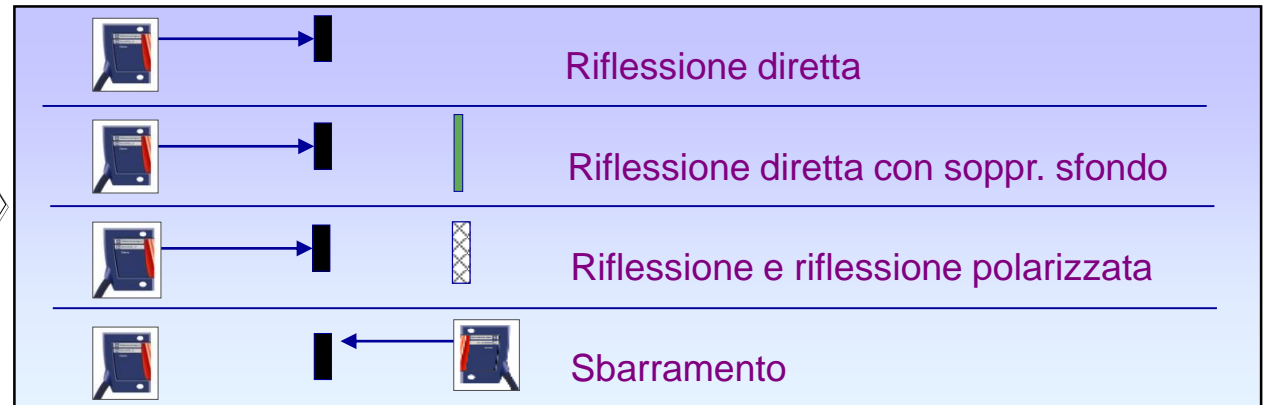 Riflessione diretta
Riflessione diretta con soppr. sfondo
Riflessione e riflessione polarizzata
Sbarramento